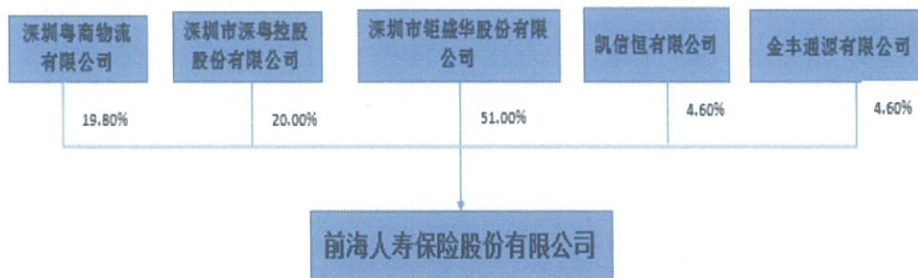 深圳粤商物流
有限公司
深圳市深粤控股
股份有限公司
深圳市钜盛华股份有限
公司
凯信恒有限公司
金丰通源有限公司
19.80%
20.00%
51.00%
4.60%
4.60%
前海人寿保险股份有限公司